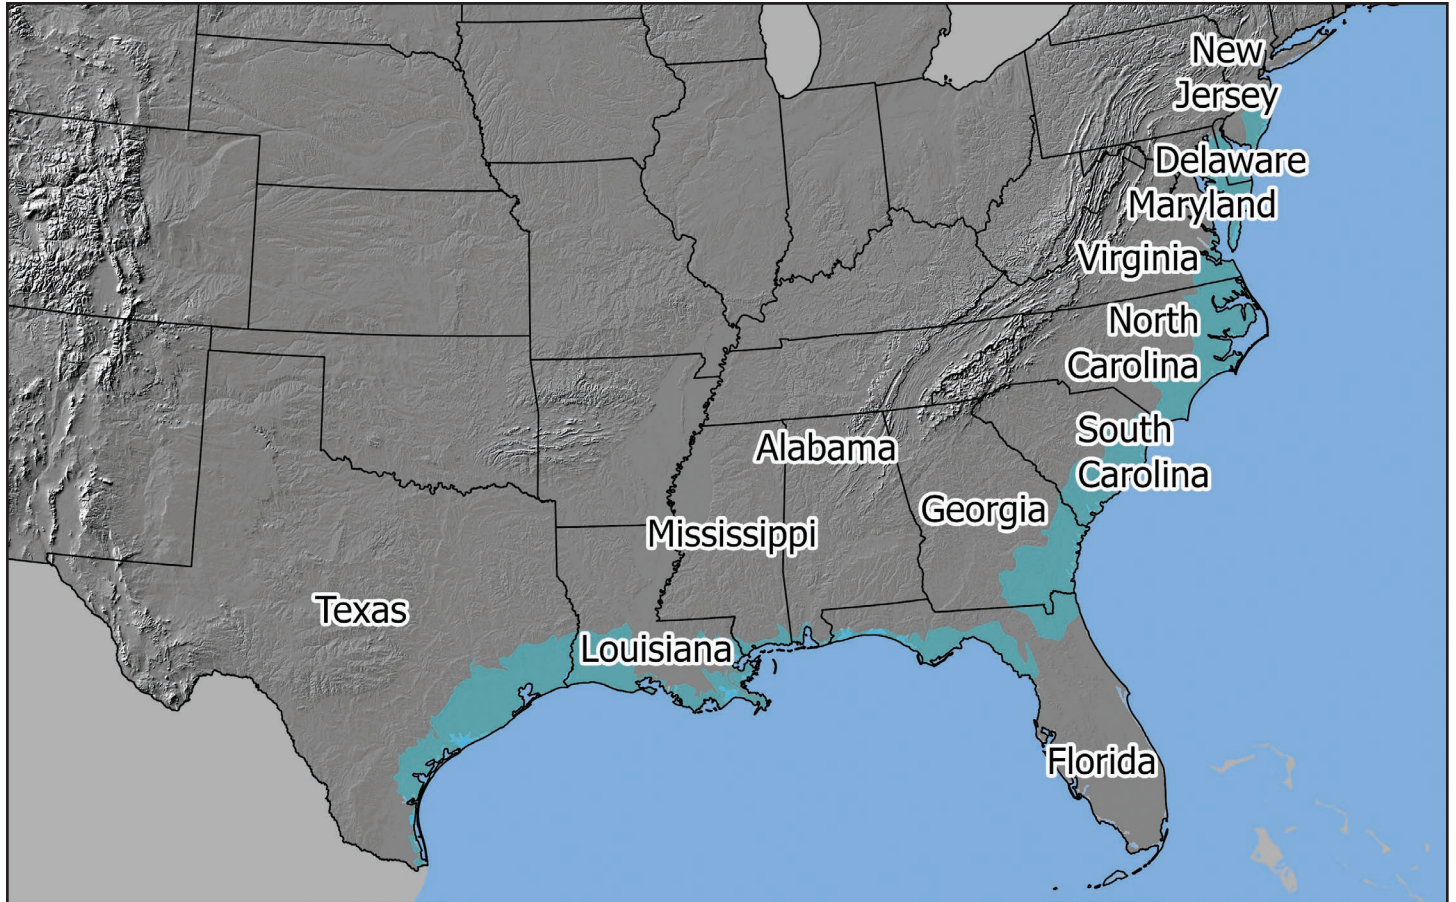 New
Jersey
Delaware
Maryland
Virginia
North
Carolina
South
Carolina
Alabama
Georgia
Mississippi
Texas
Louisiana
Florida